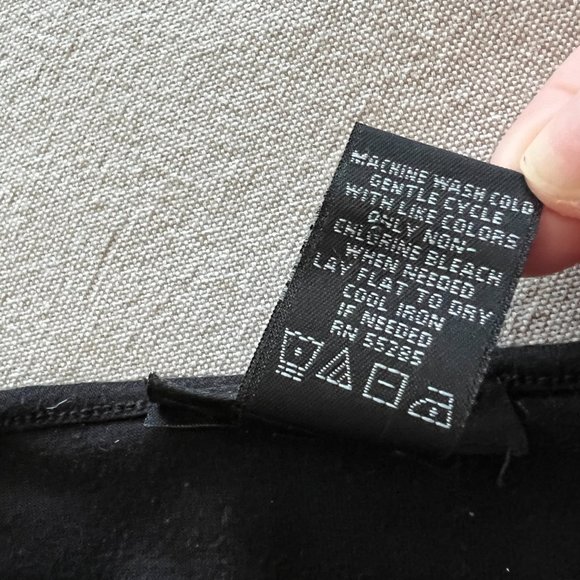 MACHINE WASH COLD
GENTLE CYCLE
WITH LIKE COLORS
ONLY NON-
CHLORINE BLEACH
WHEN NEEDED
LAY FLAT TO DRY
COOL IRON
IF NEEDED
RN 55285